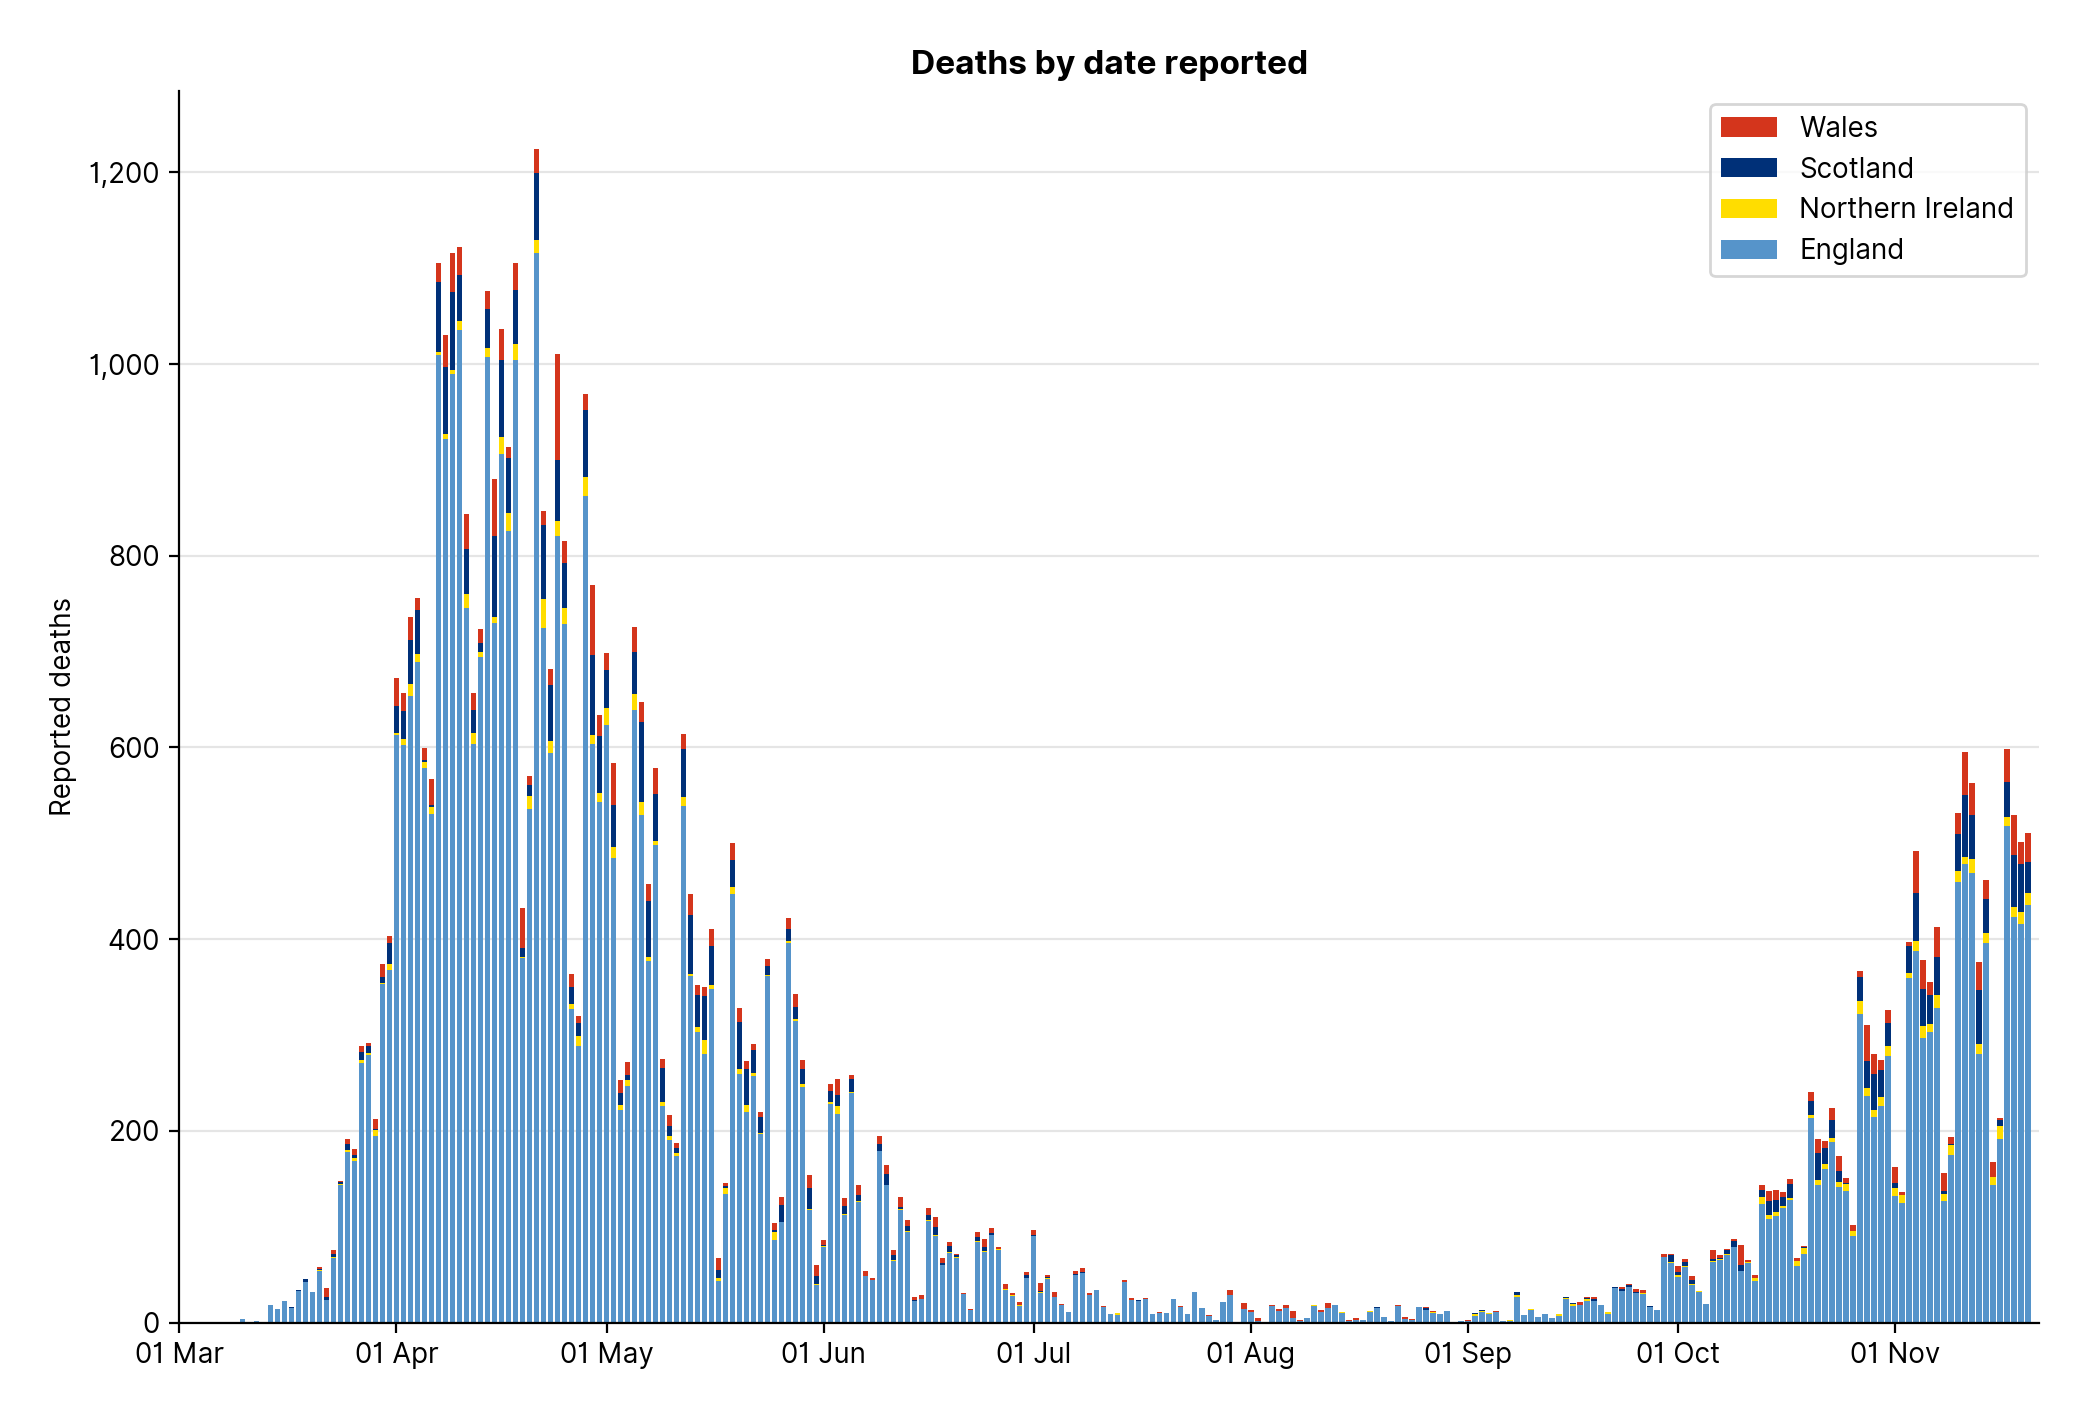 Deaths by date reported
Wales
Scotland
Northern Ireland
England
Reported deaths
1,200
1,000
800
600
400
200
0
01 Mar
01 Apr
01 May
01 Jun
01 Jul
01 Aug
01 Sep
01 Oct
01 Nov